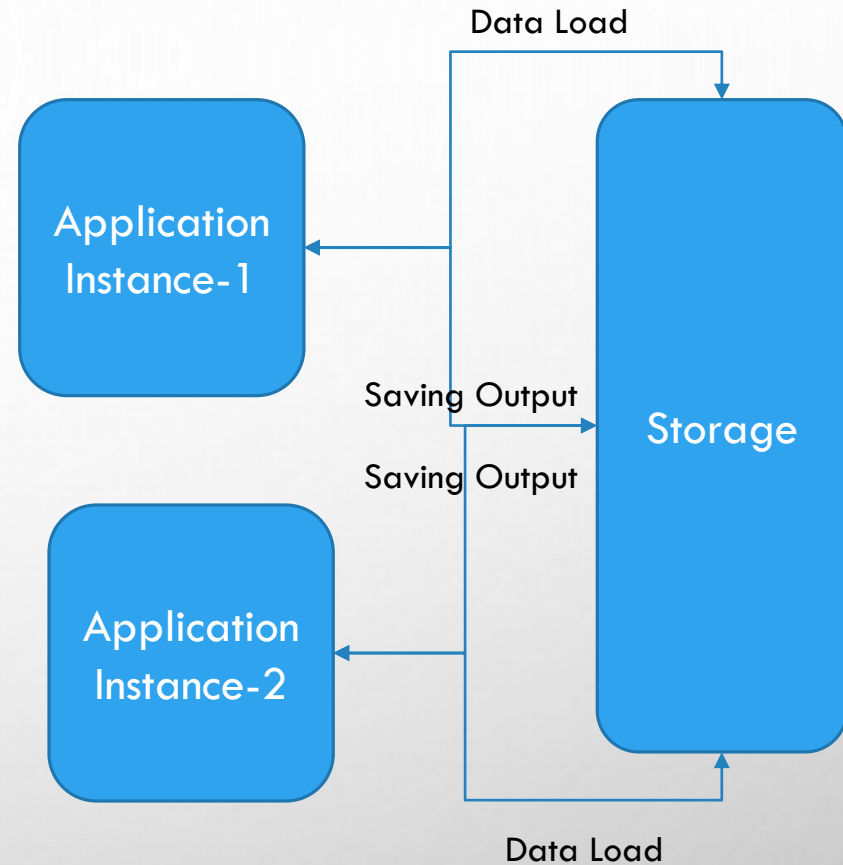 Data Load
Application
Instance-1
Saving Output
Storage
Saving Output
Application
Instance-2
Data Load